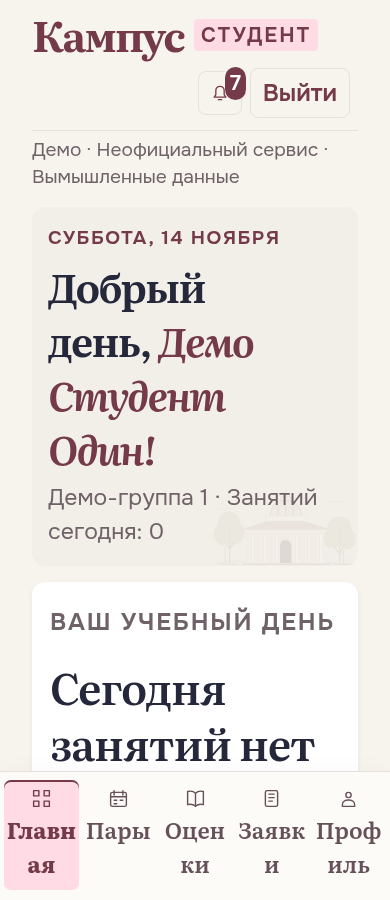 Кампус СТУДЕНТ
7 Выйти
Демо · Неофициальный сервис ·
Вымышленные данные
СУББОТА, 14 НОЯБРЯ
Добрый
день, Демо
Студент
Один!
Демо-группа 1 · Занятий
сегодня: 0
ВАШ УЧЕБНЫЙ ДЕНЬ
Сегодня
занятий нет
Главн Пары Оцен Заявк Проф
ая ки и иль